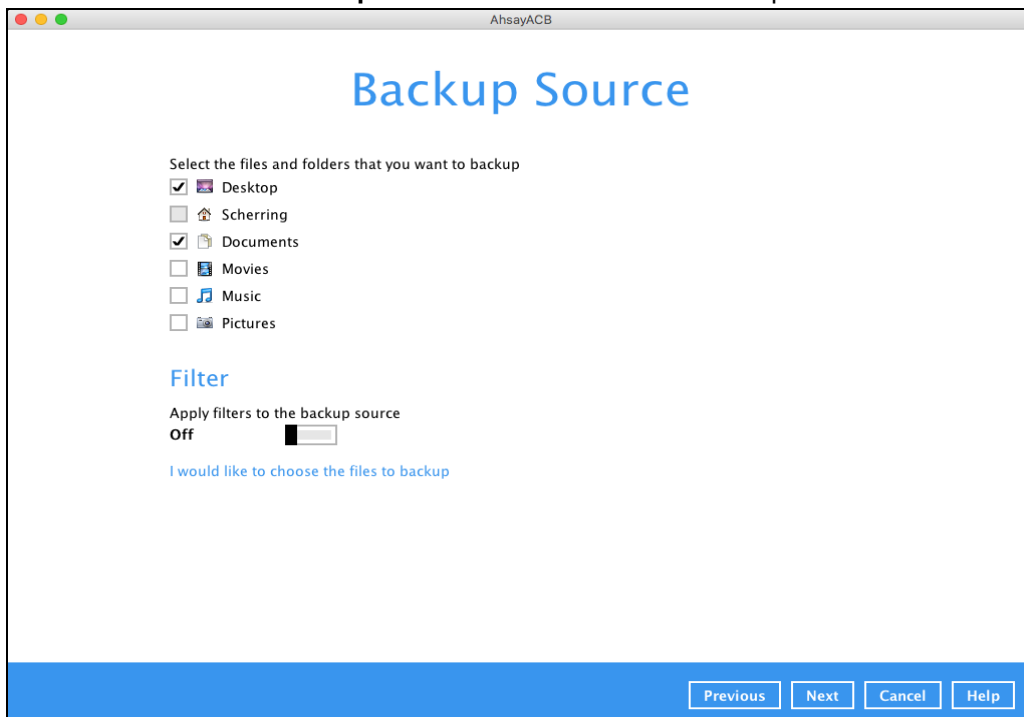 AhsayACB
Backup Source
Select the files and folders that you want to backup
Desktop
Scherring
Documents
Movies
Music
Pictures
Filter
Apply filters to the backup source
Off
I would like to choose the files to backup
Previous Next Cancel Help